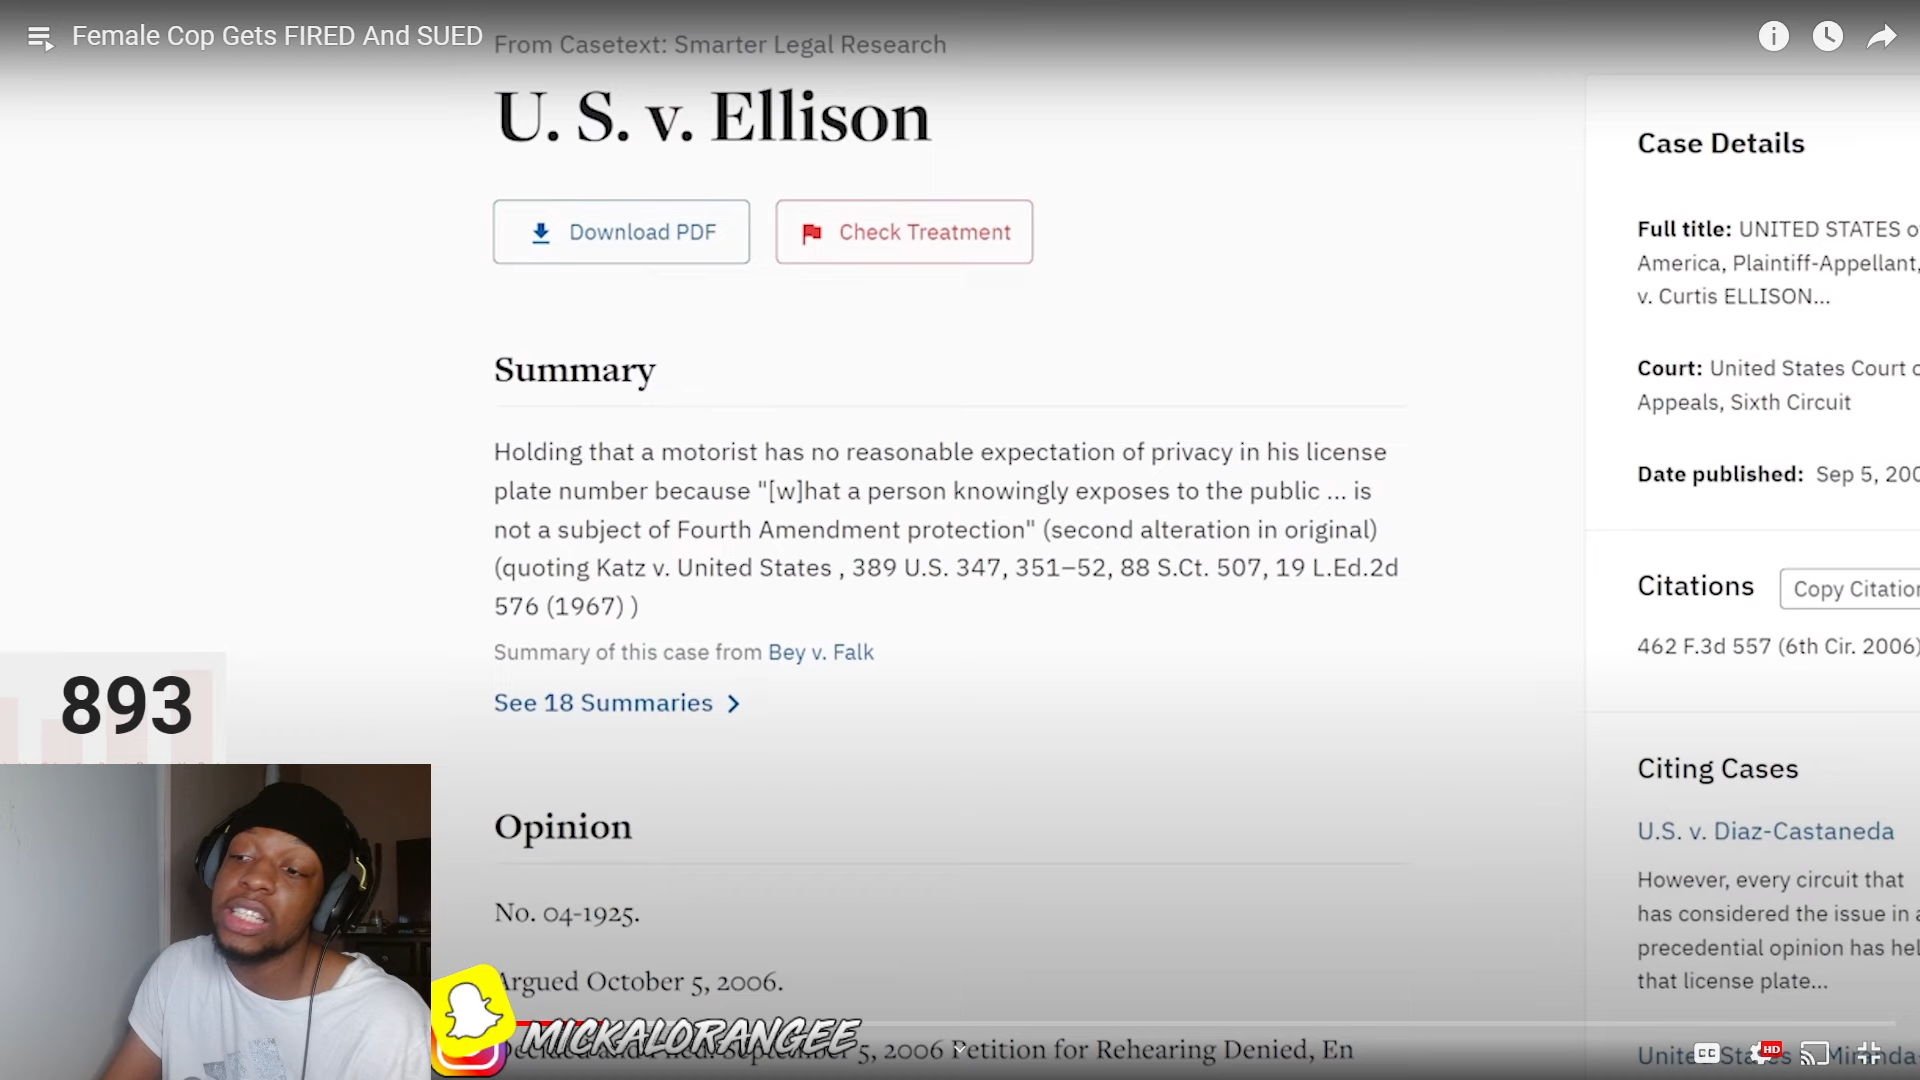 Female Cop Gets FIRED And SUED
From Casetext: Smarter Legal Research
U. S. v. Ellison
Download PDF
Check Treatment
Summary
Holding that a motorist has no reasonable expectation of privacy in his license
plate number because "[w]hat a person knowingly exposes to the public ... is
not a subject of Fourth Amendment protection" (second alteration in original)
(quoting Katz v. United States , 389 U.S. 347, 351–52, 88 S.Ct. 507, 19 L.Ed.2d
576 (1967) )
Summary of this case from Bey v. Falk
See 18 Summaries
Opinion
No. 04-1925.
Argued October 5, 2006.
5, 2006 Petition for Rehearing Denied, En
Case Details
Full title: UNITED STATES o
America, Plaintiff-Appellant,
v. Curtis ELLISON...
Court: United States Court
Appeals, Sixth Circuit
Date published: Sep 5, 200
Citations
Copy Citation
462 F.3d 557 (6th Cir. 2006)
Citing Cases
U.S. v. Diaz-Castaneda
However, every circuit that
has considered the issue in a
precedential opinion has hel
that license plate...
893
MICKALORANGEE
CC
HD